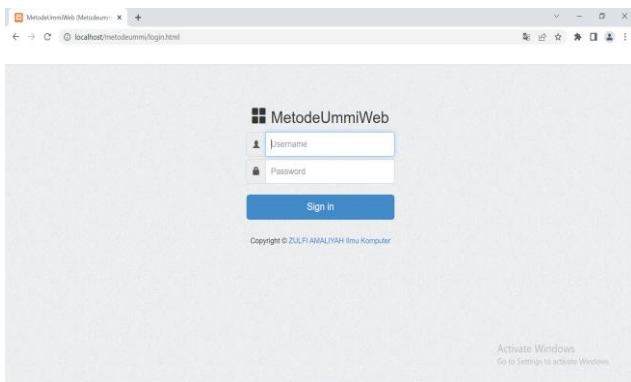 MetodeUmmiWeb (Metodeumm
localhost/metodeummi/login.html
MetodeUmmiWeb
Username
Password
Sign in
Copyright © ZULFI AMALIYAH Ilmu Komputer
Activate Windows
Go to Settings to activate Windows.